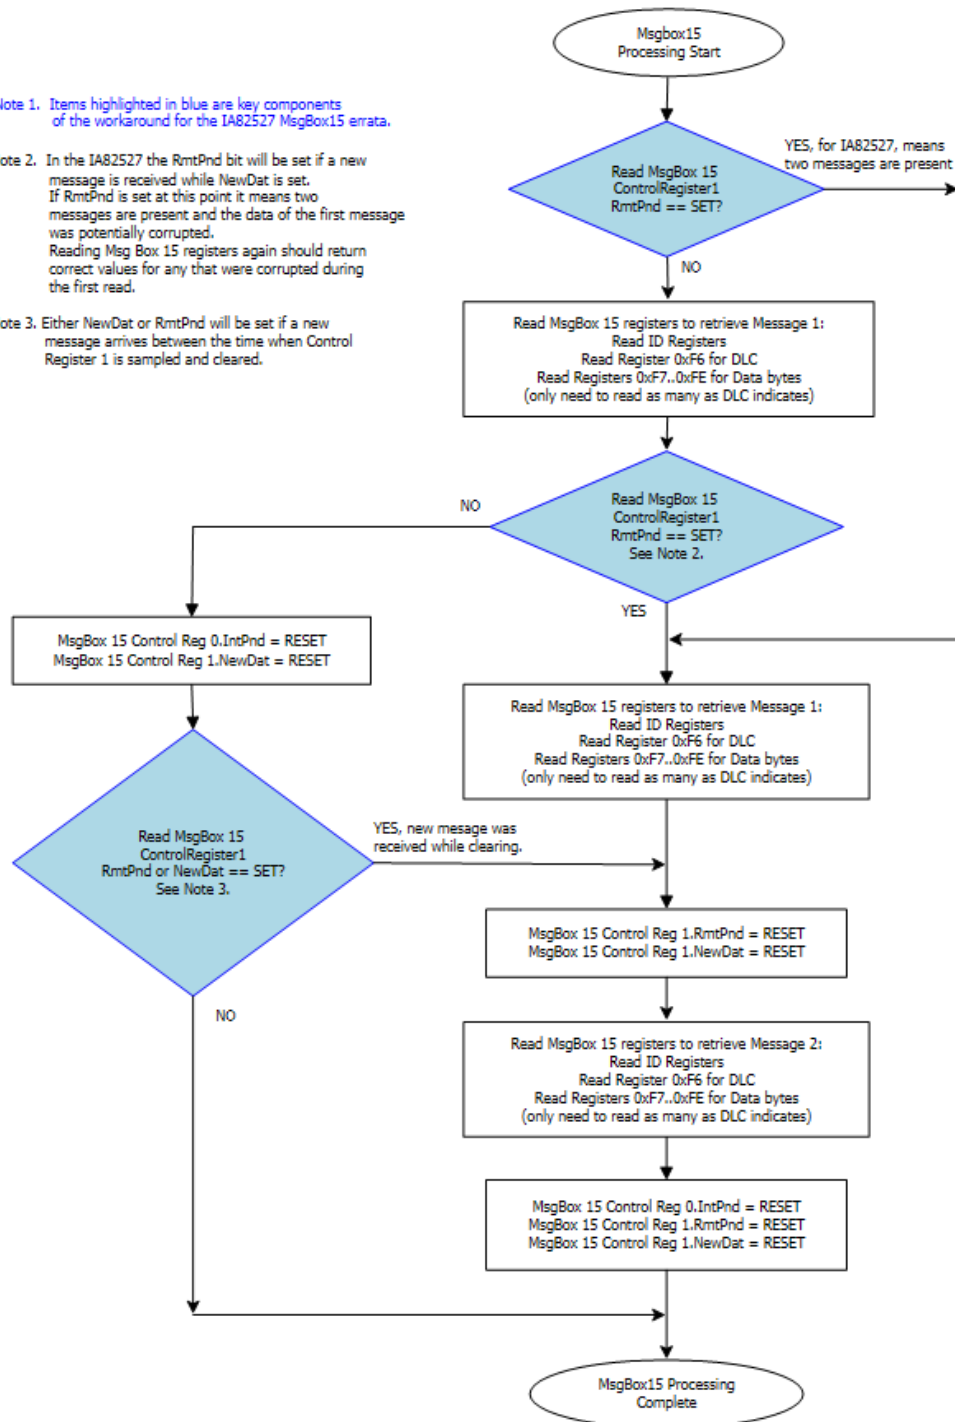 Msgbox15
Processing Start
Note 1. Items highlighted in blue are key components
of the workaround for the IA82527 MsgBox15 errata.
ote 2. In the IA82527 the RmtPnd bit will be set if a new
message is received while NewDat is set.
If RmtPnd is set at this point it means two
messages are present and the data of the first message
was potentially corrupted.
Reading Msg Box 15 registers again should return
correct values for any that were corrupted during
the first read.
ote 3. Either NewDat or RmtPnd will be set if a new
message arrives between the time when Control
Register 1 is sampled and cleared.
Read MsgBox 15
ControlRegister1
RmtPnd == SET?
YES, for IA82527, means
two messages are present
NO
Read MsgBox 15 registers to retrieve Message 1:
Read ID Registers
Read Register 0xF6 for DLC
Read Registers 0xF7..0xFE for Data bytes
(only need to read as many as DLC indicates)
Read MsgBox 15
ControlRegister1
RmtPnd == SET?
See Note 2.
NO
YES
MsgBox 15 Control Reg 0.IntPnd = RESET
MsgBox 15 Control Reg 1.NewDat = RESET
Read MsgBox 15 registers to retrieve Message 1:
Read ID Registers
Read Register 0xF6 for DLC
Read Registers 0xF7..0xFE for Data bytes
(only need to read as many as DLC indicates)
Read MsgBox 15
ControlRegister1
RmtPnd or NewDat == SET?
See Note 3.
YES, new mesage was
received while clearing.
NO
MsgBox 15 Control Reg 1.RmtPnd = RESET
MsgBox 15 Control Reg 1.NewDat = RESET
Read MsgBox 15 registers to retrieve Message 2:
Read ID Registers
Read Register 0xF6 for DLC
Read Registers 0xF7..0xFE for Data bytes
(only need to read as many as DLC indicates)
MsgBox 15 Control Reg 0.IntPnd = RESET
MsgBox 15 Control Reg 1.RmtPnd = RESET
MsgBox 15 Control Reg 1.NewDat = RESET
MsgBox15 Processing
Complete